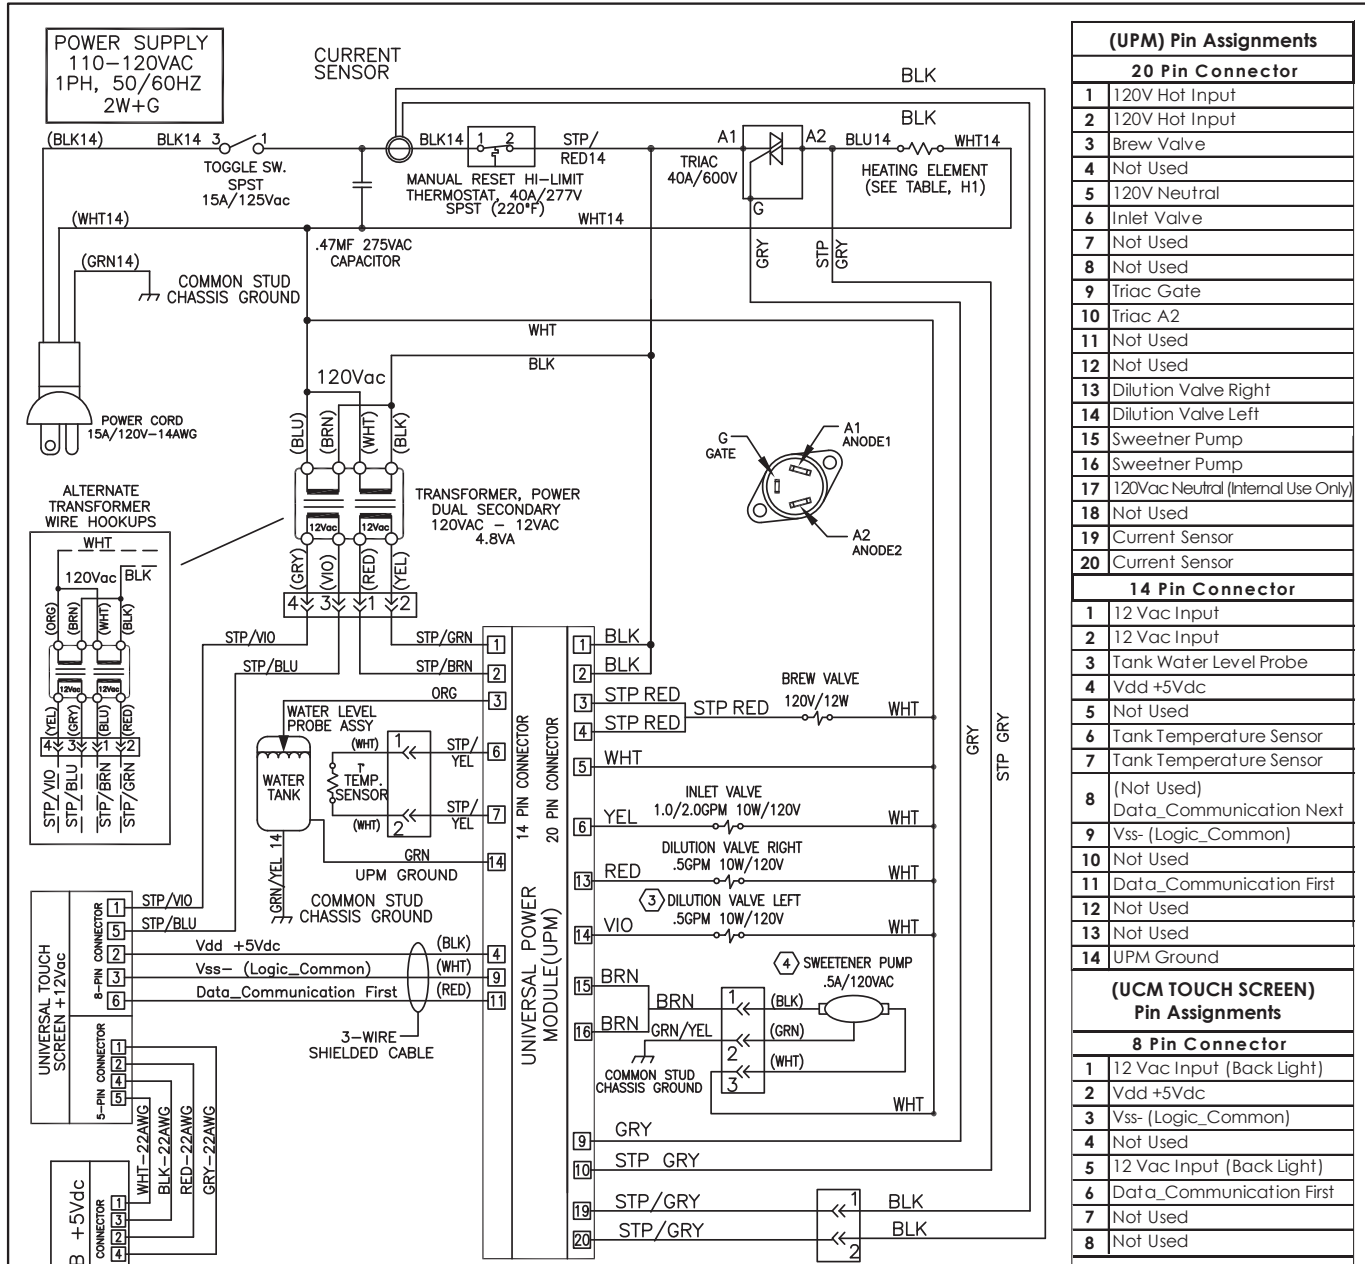 POWER SUPPLY
110-120VAC
1PH, 50/60HZ
2W+G
CURRENT
SENSOR
BLK
BLK
(BLK14)
BLK14
3
1
TOGGLE SW.
SPST
15A/125Vac
BLK14
1
2
STP/
RED14
MANUAL RESET HI-LIMIT
THERMOSTAT, 40A/277V
SPST (220°F)
A1
A2
G
TRIAC
40A/600V
BLU14
WHT14
HEATING ELEMENT
(SEE TABLE, H1)
(WHT14)
WHT14
.47MF 275VAC
CAPACITOR
GRY
STP
GRY
(GRN14)
COMMON STUD
CHASSIS GROUND
WHT
BLK
120Vac
POWER CORD
15A/120V-14AWG
(BLU)
(BRN)
(WHT)
(BLK)
12Vac
12Vac
TRANSFORMER, POWER
DUAL SECONDARY
120VAC - 12VAC
4.8VA
(GRY)
(VIO)
(RED)
(YEL)
4
3
1
2
G
GATE
A1
ANODE1
A2
ANODE2
ALTERNATE
TRANSFORMER
WIRE HOOKUPS
WHT
120Vac
BLK
(ORG)
(BRN)
(WHT)
(BLK)
12Vac
12Vac
(YEL)
(GRY)
(BLU)
(RED)
4
3
1
2
STP/VIO
STP/BLU
STP/BRN
STP/GRN
STP/VIO
STP/BLU
STP/GRN
STP/BRN
ORG
WATER LEVEL
PROBE ASSY
WATER
TANK
(WHT)
T
TEMP.
SENSOR
(WHT)
1
2
STP/
YEL
STP/
YEL
GRN
UPM GROUND
GRN/YEL 14
COMMON STUD
CHASSIS GROUND
1
2
3
6
7
14
4
9
11
14 PIN CONNECTOR
20 PIN CONNECTOR
UNIVERSAL POWER
MODULE(UPM)
1
BLK
2
BLK
3
STP RED
4
STP RED
STP RED
BREW VALVE
120V/12W
WHT
5
WHT
INLET VALVE
1.0/2.0GPM 10W/120V
6
YEL
WHT
DILUTION VALVE RIGHT
.5GPM 10W/120V
13
RED
WHT
3
DILUTION VALVE LEFT
.5GPM 10W/120V
14
VIO
WHT
4
SWEETENER PUMP
.5A/120VAC
15
BRN
16
BRN
BRN
GRN/YEL
COMMON STUD
CHASSIS GROUND
1
2
3
(BLK)
(GRN)
(WHT)
WHT
9
GRY
10
STP GRY
GRY
STP GRY
19
STP/GRY
20
STP/GRY
1
2
BLK
BLK
UNIVERSAL TOUCH
SCREEN +12Vac
8-PIN CONNECTOR
1
5
2
3
6
STP/VIO
STP/BLU
Vdd +5Vdc
(BLK)
Vss- (Logic_Common)
(WHT)
Data_Communication First
(RED)
3-WIRE
SHIELDED CABLE
5-PIN CONNECTOR
1
2
4
5
WHT-22AWG
BLK-22AWG
RED-22AWG
GRY-22AWG
B +5Vdc
CONNECTOR
1
3
2
4
(UPM) Pin Assignments
20 Pin Connector
1 120V Hot Input
2 120V Hot Input
3 Brew Valve
4 Not Used
5 120V Neutral
6 Inlet Valve
7 Not Used
8 Not Used
9 Triac Gate
10 Triac A2
11 Not Used
12 Not Used
13 Dilution Valve Right
14 Dilution Valve Left
15 Sweetner Pump
16 Sweetner Pump
17 120Vac Neutral (Internal Use Only)
18 Not Used
19 Current Sensor
20 Current Sensor
14 Pin Connector
1 12 Vac Input
2 12 Vac Input
3 Tank Water Level Probe
4 Vdd +5Vdc
5 Not Used
6 Tank Temperature Sensor
7 Tank Temperature Sensor
8 (Not Used)
Data_Communication Next
9 Vss- (Logic_Common)
10 Not Used
11 Data_Communication First
12 Not Used
13 Not Used
14 UPM Ground
(UCM TOUCH SCREEN)
Pin Assignments
8 Pin Connector
1 12 Vac Input (Back Light)
2 Vdd +5Vdc
3 Vss- (Logic_Common)
4 Not Used
5 12 Vac Input (Back Light)
6 Data_Communication First
7 Not Used
8 Not Used